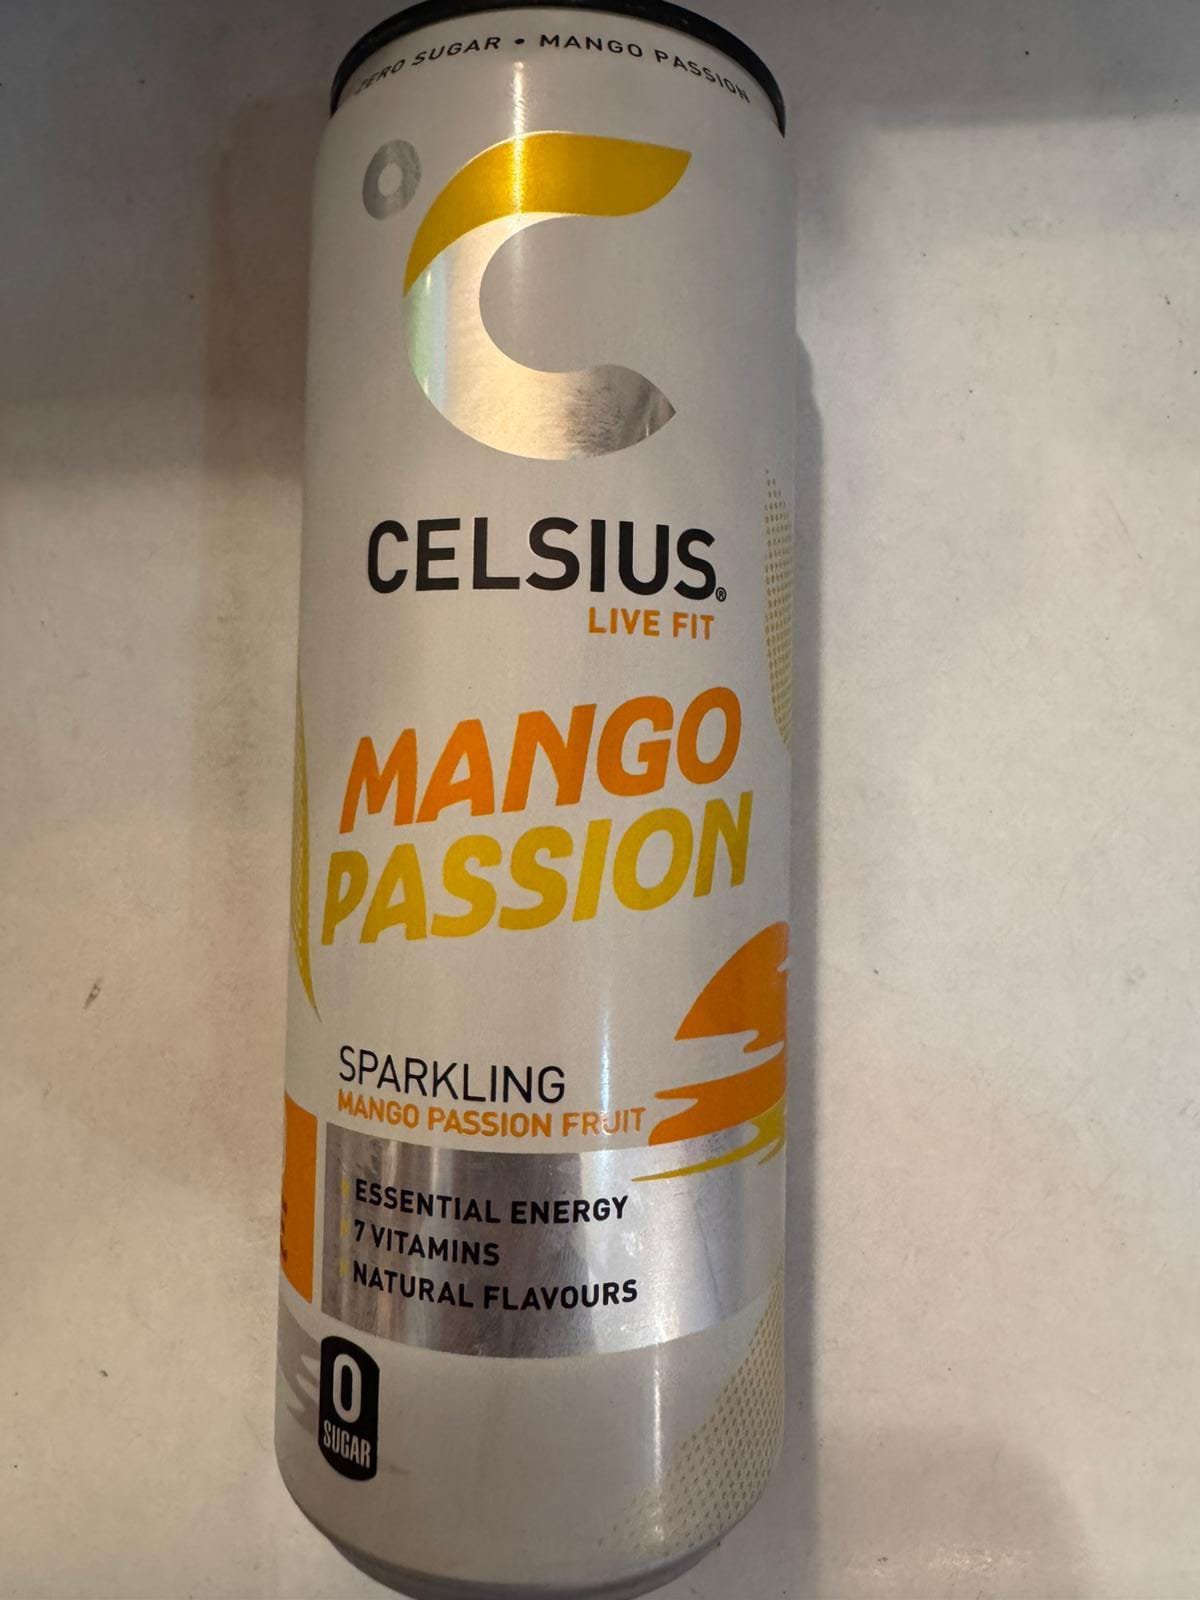 ZERO SUGAR • MANGO PASSION
CELSIUS®
LIVE FIT
MANGO
PASSION
SPARKLING
MANGO PASSION FRUIT
ESSENTIAL ENERGY
7 VITAMINS
NATURAL FLAVOURS
0
SUGAR